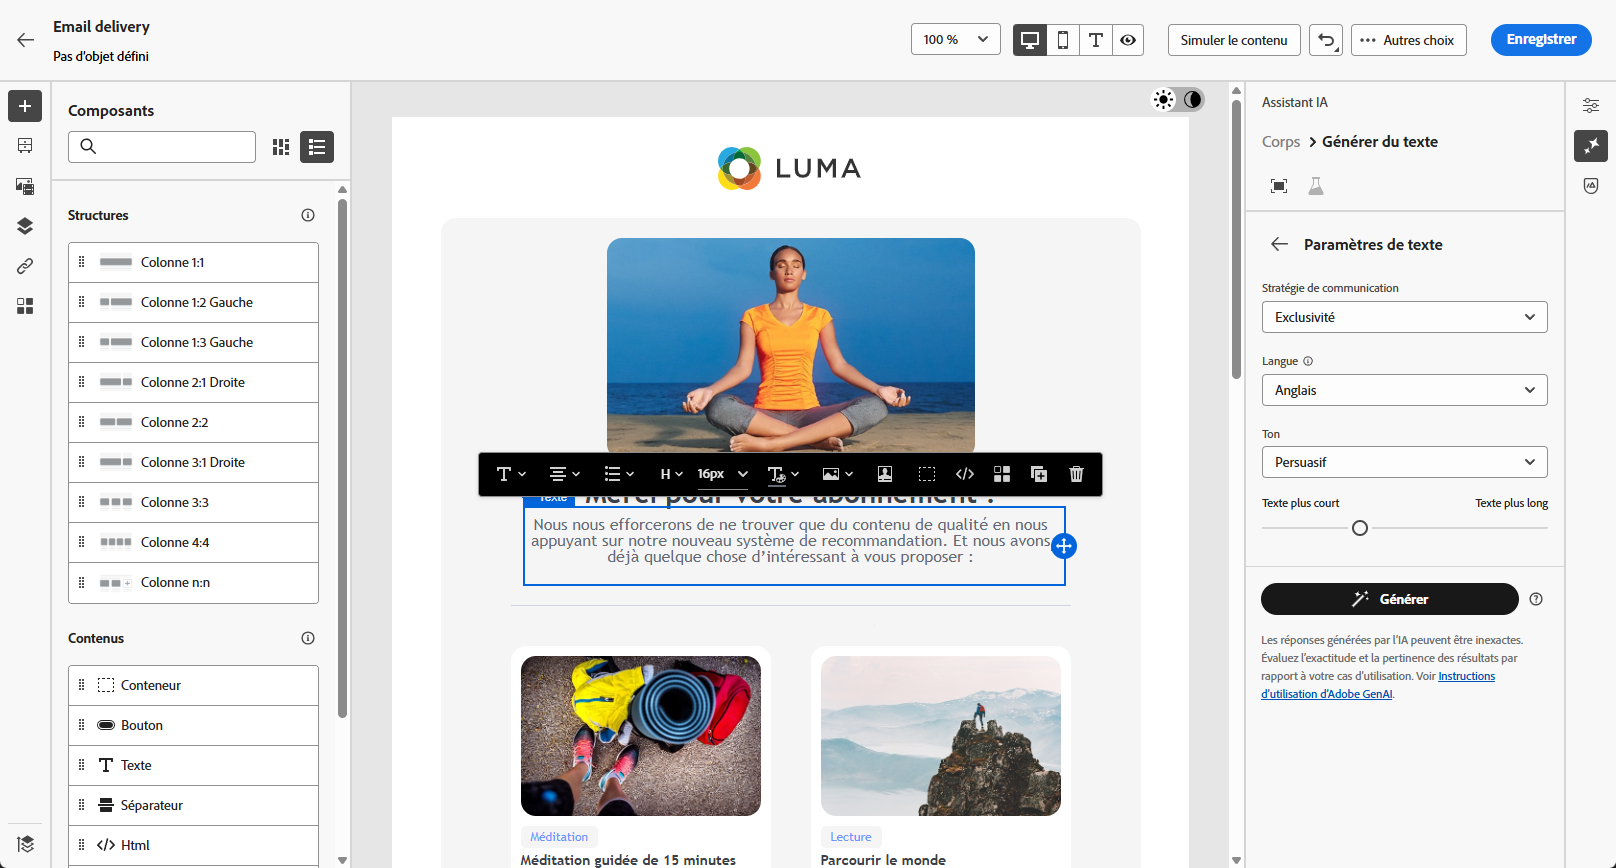 Email delivery
Pas d'objet défini
100 %
Simuler le contenu
Autres choix
Enregistrer
Composants
Structures
Colonne 1:1
Colonne 1:2 Gauche
Colonne 1:3 Gauche
Colonne 2:1 Droite
Colonne 2:2
Colonne 3:1 Droite
Colonne 3:3
Colonne 4:4
Colonne n:n
Contenus
Conteneur
Bouton
Texte
Séparateur
Html
LUMA
H
16px
Texte
Merci pour votre abonnement !
Nous nous efforcerons de ne trouver que du contenu de qualité en nous
appuyant sur notre nouveau système de recommandation. Et nous avons
déjà quelque chose d'intéressant à vous proposer :
Méditation
Méditation guidée de 15 minutes
Lecture
Parcourir le monde
Assistant IA
Corps > Générer du texte
Paramètres de texte
Stratégie de communication
Exclusivité
Langue
Anglais
Ton
Persuasif
Texte plus court
Texte plus long
Générer
Les réponses générées par l'IA peuvent être inexactes.
Évaluez l'exactitude et la pertinence des résultats par
rapport à votre cas d'utilisation. Voir Instructions
d'utilisation d'Adobe GenAI.